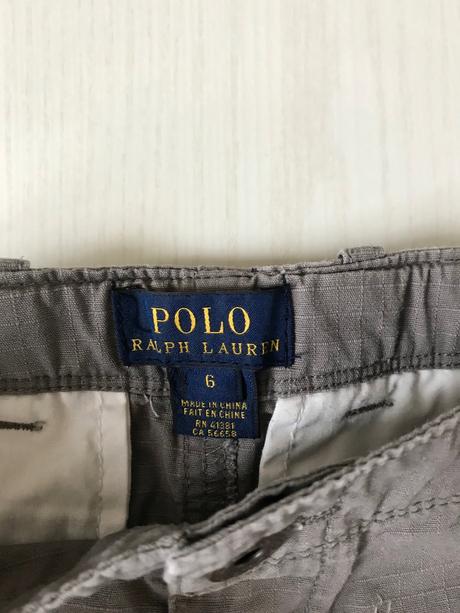 POLO
RALPH LAUREN
6
MADE IN CHINA
FAIT EN CHINE
RN 41381
CA 56658